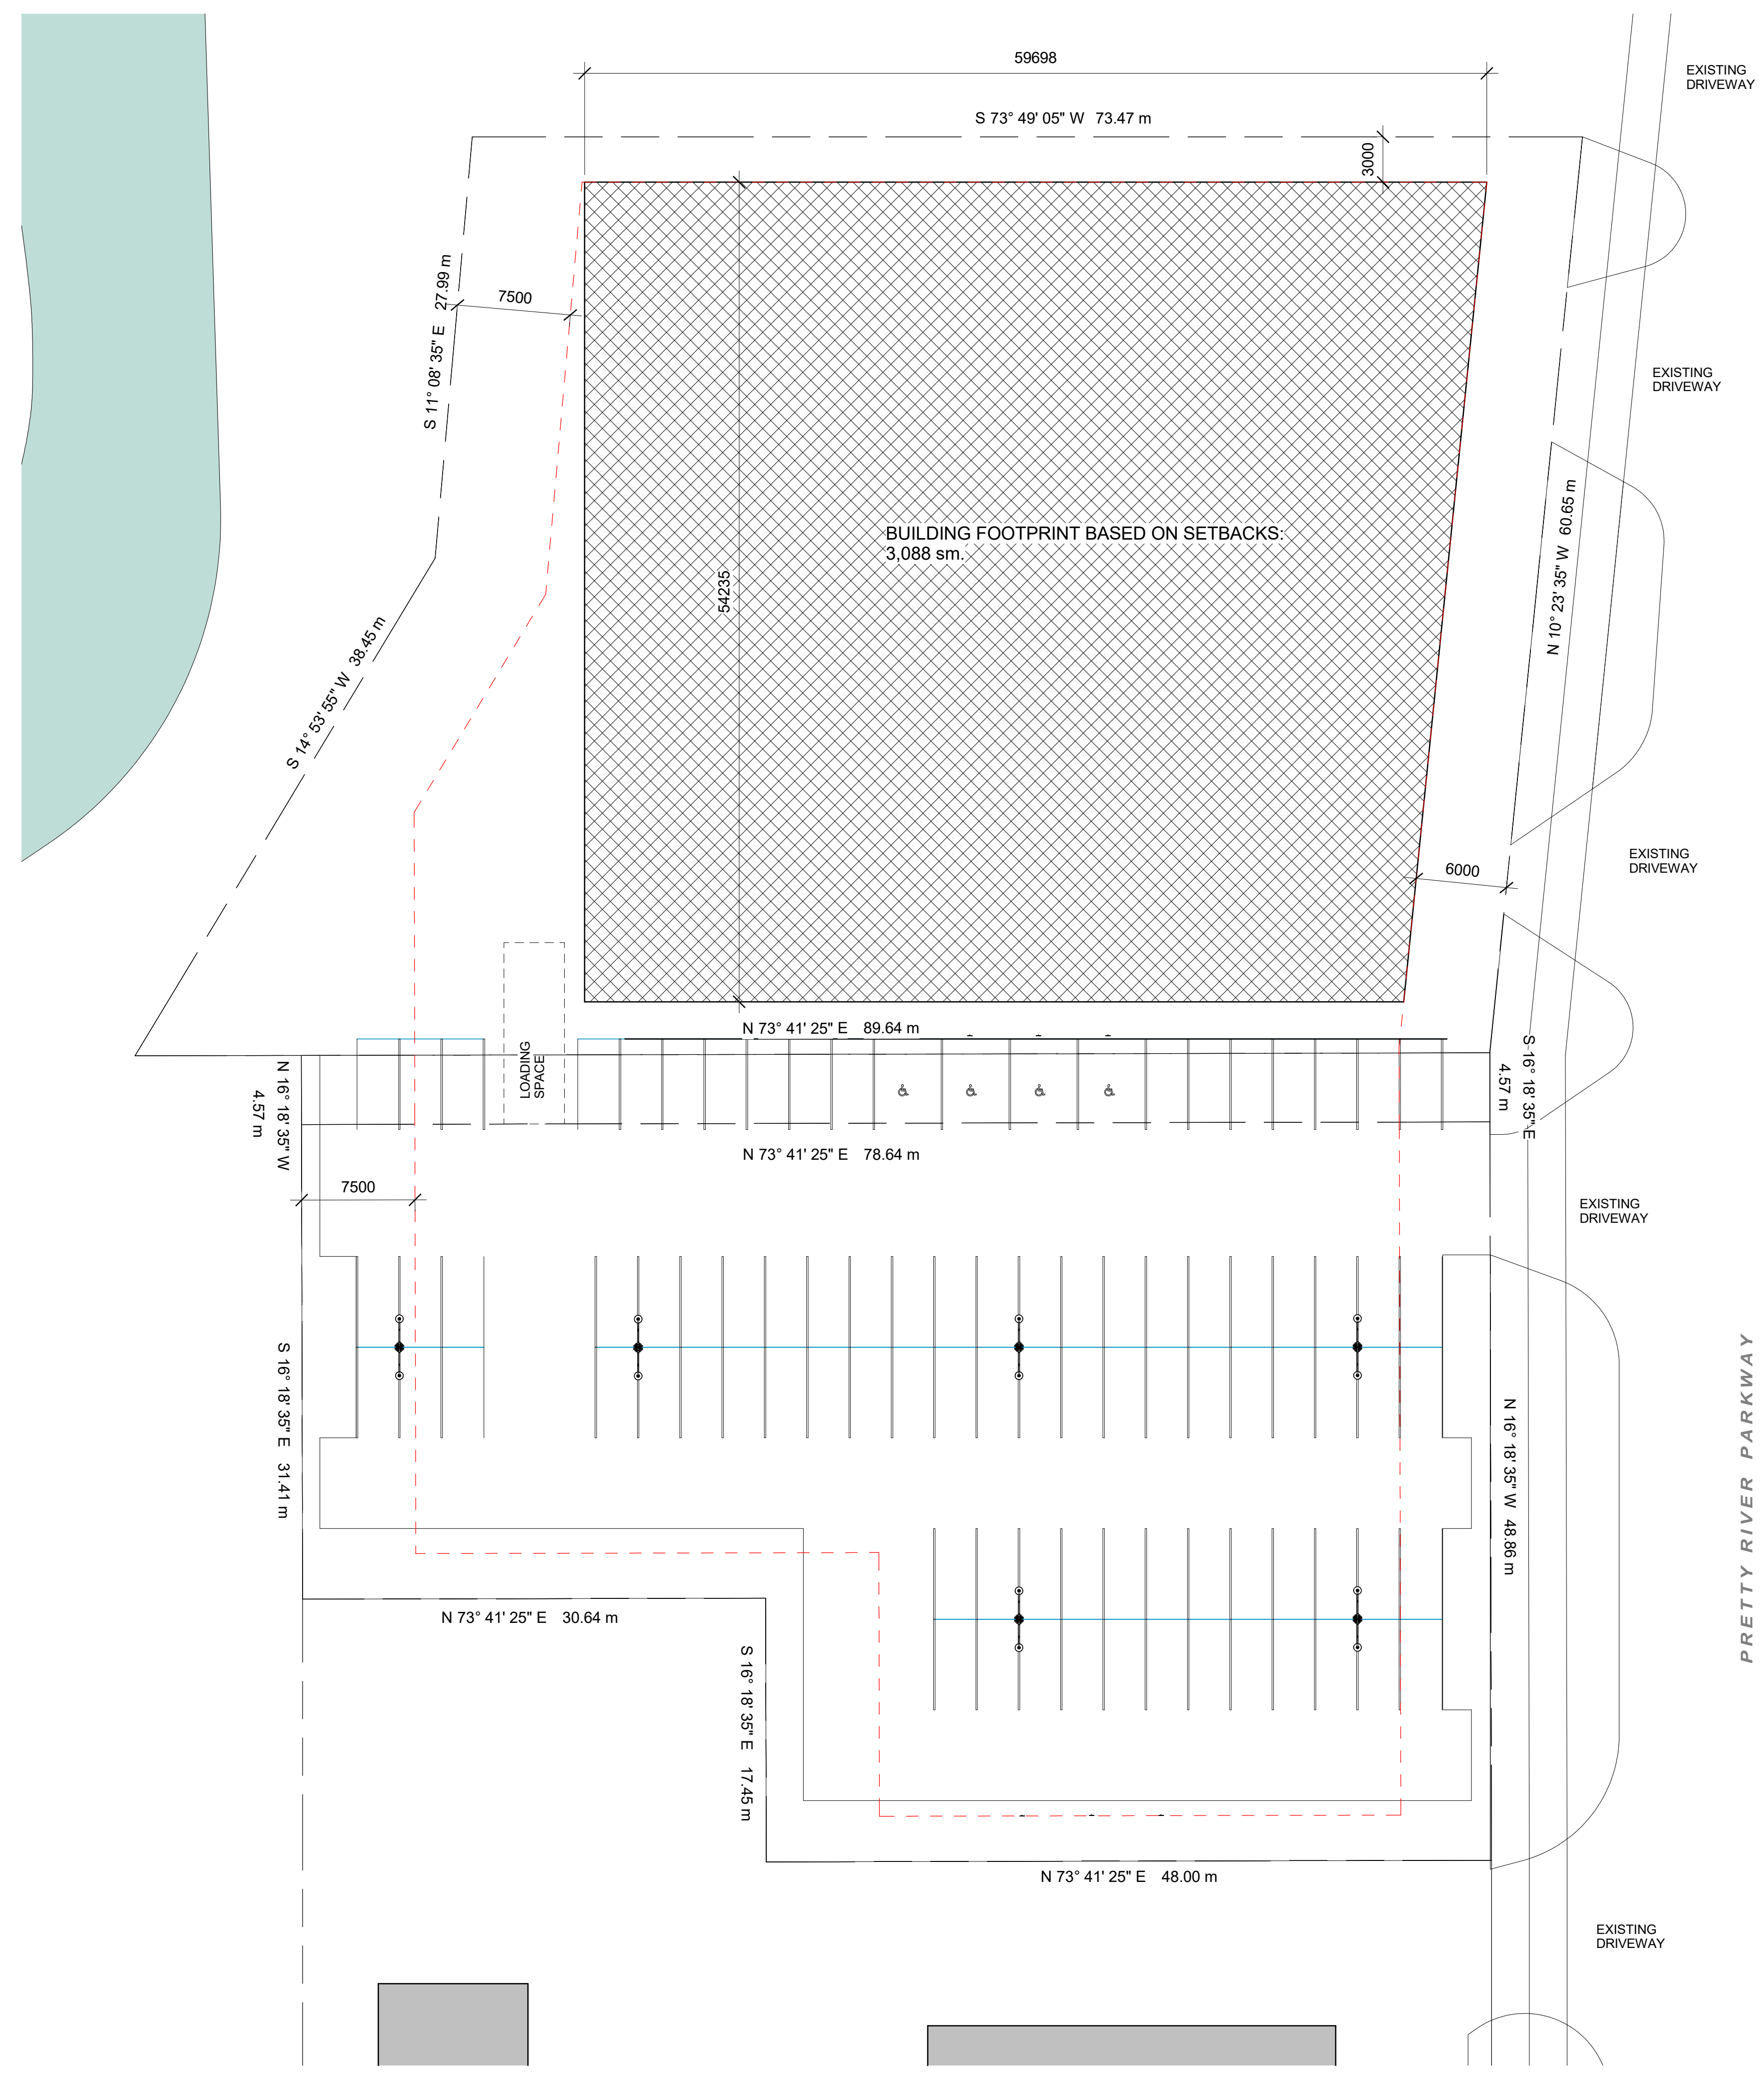 59698
EXISTING
DRIVEWAY
S 73° 49' 05" W 73.47 m
3000
S 11° 08' 35" E 27.99 m
7500
EXISTING
DRIVEWAY
BUILDING FOOTPRINT BASED ON SETBACKS:
3,088 sm.
54235
N 10° 23' 35" W 60.65 m
S 14° 53' 55" W 38.45 m
EXISTING
DRIVEWAY
6000
N 73° 41' 25" E 89.64 m
LOADING
SPACE
N 16° 18' 35" W
4.57 m
S 16° 18' 35" E
4.57 m
N 73° 41' 25" E 78.64 m
7500
EXISTING
DRIVEWAY
S 16° 18' 35" E 31.41 m
N 16° 18' 35" W 48.86 m
PRETTY RIVER PARKWAY
N 73° 41' 25" E 30.64 m
S 16° 18' 35" E 17.45 m
N 73° 41' 25" E 48.00 m
EXISTING
DRIVEWAY